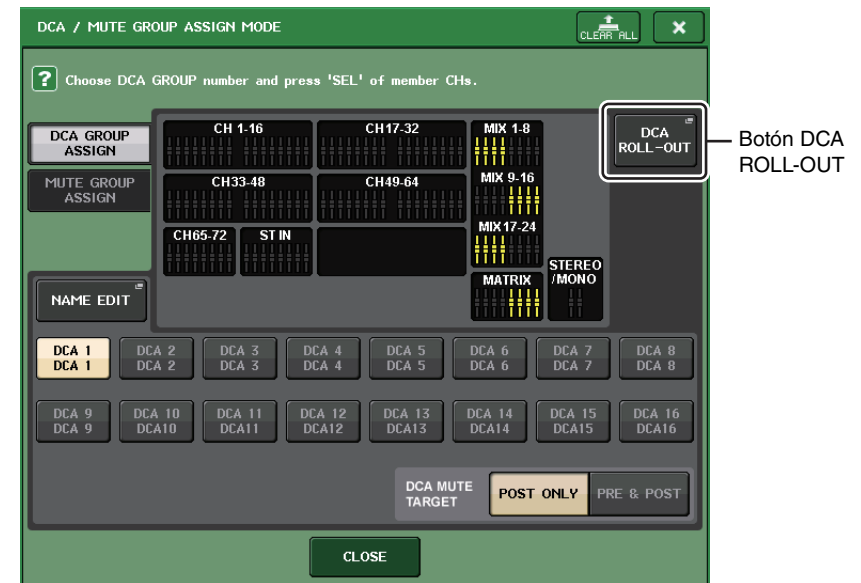 DCA / MUTE GROUP ASSIGN MODE
CLEAR ALL
? Choose DCA GROUP number and press 'SEL' of member CHs.
DCA GROUP
ASSIGN
MUTE GROUP
ASSIGN
CH 1-16
CH17-32
MIX 1-8
CH33-48
CH49-64
MIX 9-16
CH65-72
ST IN
MIX 17-24
MATRIX
STEREO
/MONO
DCA
ROLL-OUT
Botón DCA
ROLL-OUT
NAME EDIT
DCA 1
DCA 1
DCA 2
DCA 2
DCA 3
DCA 3
DCA 4
DCA 4
DCA 5
DCA 5
DCA 6
DCA 6
DCA 7
DCA 7
DCA 8
DCA 8
DCA 9
DCA 9
DCA 10
DCA10
DCA 11
DCA11
DCA 12
DCA12
DCA 13
DCA13
DCA 14
DCA14
DCA 15
DCA15
DCA 16
DCA16
DCA MUTE
TARGET
POST ONLY
PRE & POST
CLOSE